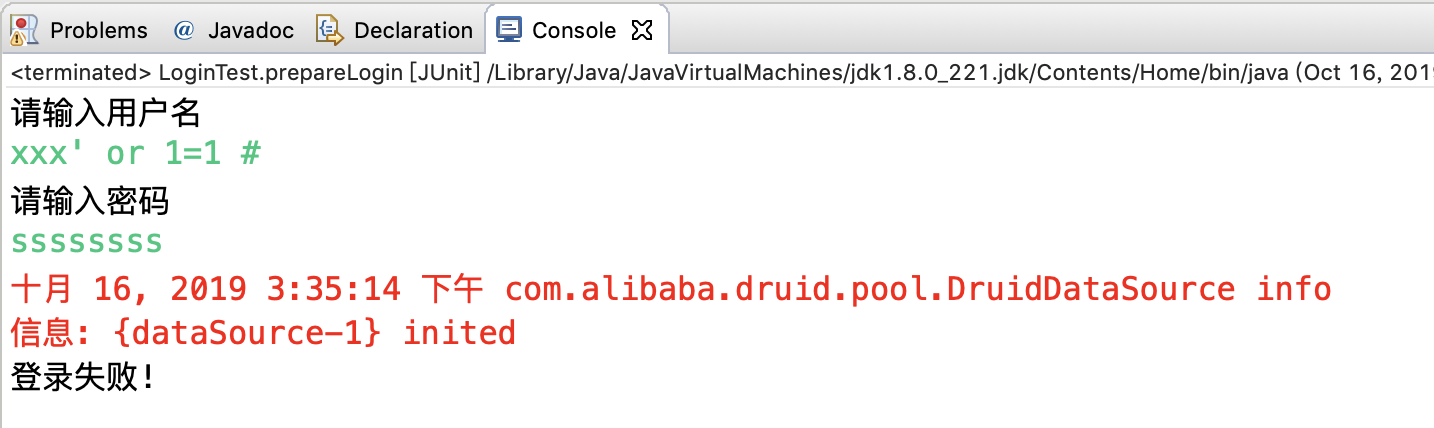 Problems @ Javadoc Declaration Console
<terminated> LoginTest.prepareLogin [JUnit] /Library/Java/JavaVirtualMachines/jdk1.8.0_221.jdk/Contents/Home/bin/java (Oct 16, 2019
请输入用户名
xxx' or 1=1 #
请输入密码
ssssssss
十月 16, 2019 3:35:14 下午 com.alibaba.druid.pool.DruidDataSource info
信息: {dataSource-1} inited
登录失败!